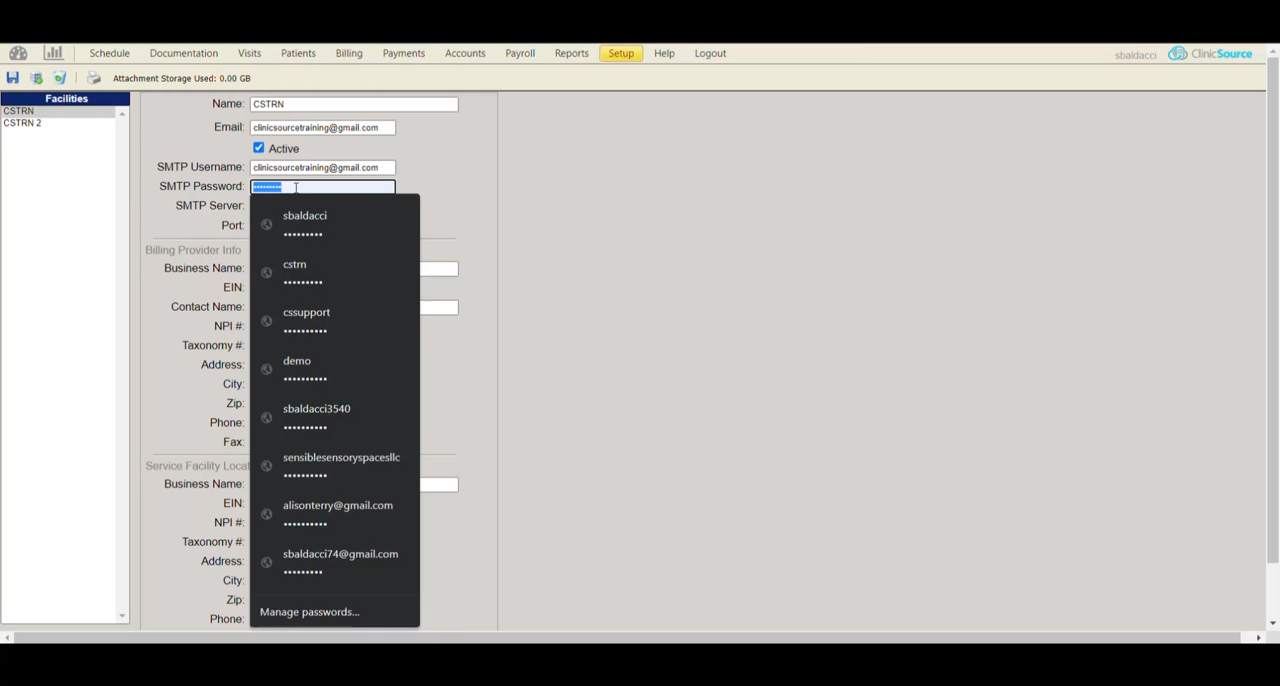 Schedule Documentation Visits Patients Billing Payments Accounts Payroll Reports Setup Help Logout sbaldacci ClinicSource
Attachment Storage Used: 0.00 GB
Facilities
CSTRN
CSTRN 2
Name: CSTRN
Email: clinicsourcetraining@gmail.com
Active
SMTP Username: clinicsourcetraining@gmail.com
SMTP Password: •••••••••
SMTP Server:
Port:
Billing Provider Info
Business Name:
EIN:
Contact Name:
NPI #:
Taxonomy #:
Address:
City:
Zip:
Phone:
Fax:
Service Facility Locat
Business Name:
EIN:
NPI #:
Taxonomy #:
Address:
City:
Zip:
Phone:
sbaldacci
•••••••••
cstrn
•••••••••
cssupport
••••••••••
demo
••••••••••
sbaldacci3540
••••••••••
sensiblesensoryspacesllc
••••••••••
alisonterry@gmail.com
••••••••••
sbaldacci74@gmail.com
•••••••••
Manage passwords...